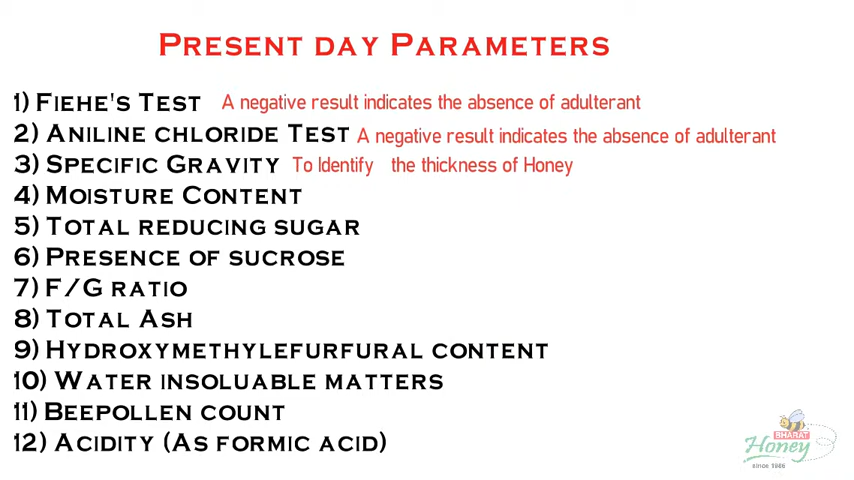 PRESENT DAY PARAMETERS
1) FIEHE'S TEST A negative result indicates the absence of adulterant
2) ANILINE CHLORIDE TEST A negative result indicates the absence of adulterant
3) SPECIFIC GRAVITY To Identify the thickness of Honey
4) MOISTURE CONTENT
5) TOTAL REDUCING SUGAR
6) PRESENCE OF SUCROSE
7) F/G RATIO
8) TOTAL ASH
9) HYDROXYMETHYLEFURFURAL CONTENT
10) WATER INSOLUABLE MATTERS
11) BEEPOLLEN COUNT
12) ACIDITY (AS FORMIC ACID)
BHARAT
Honey
since 1986